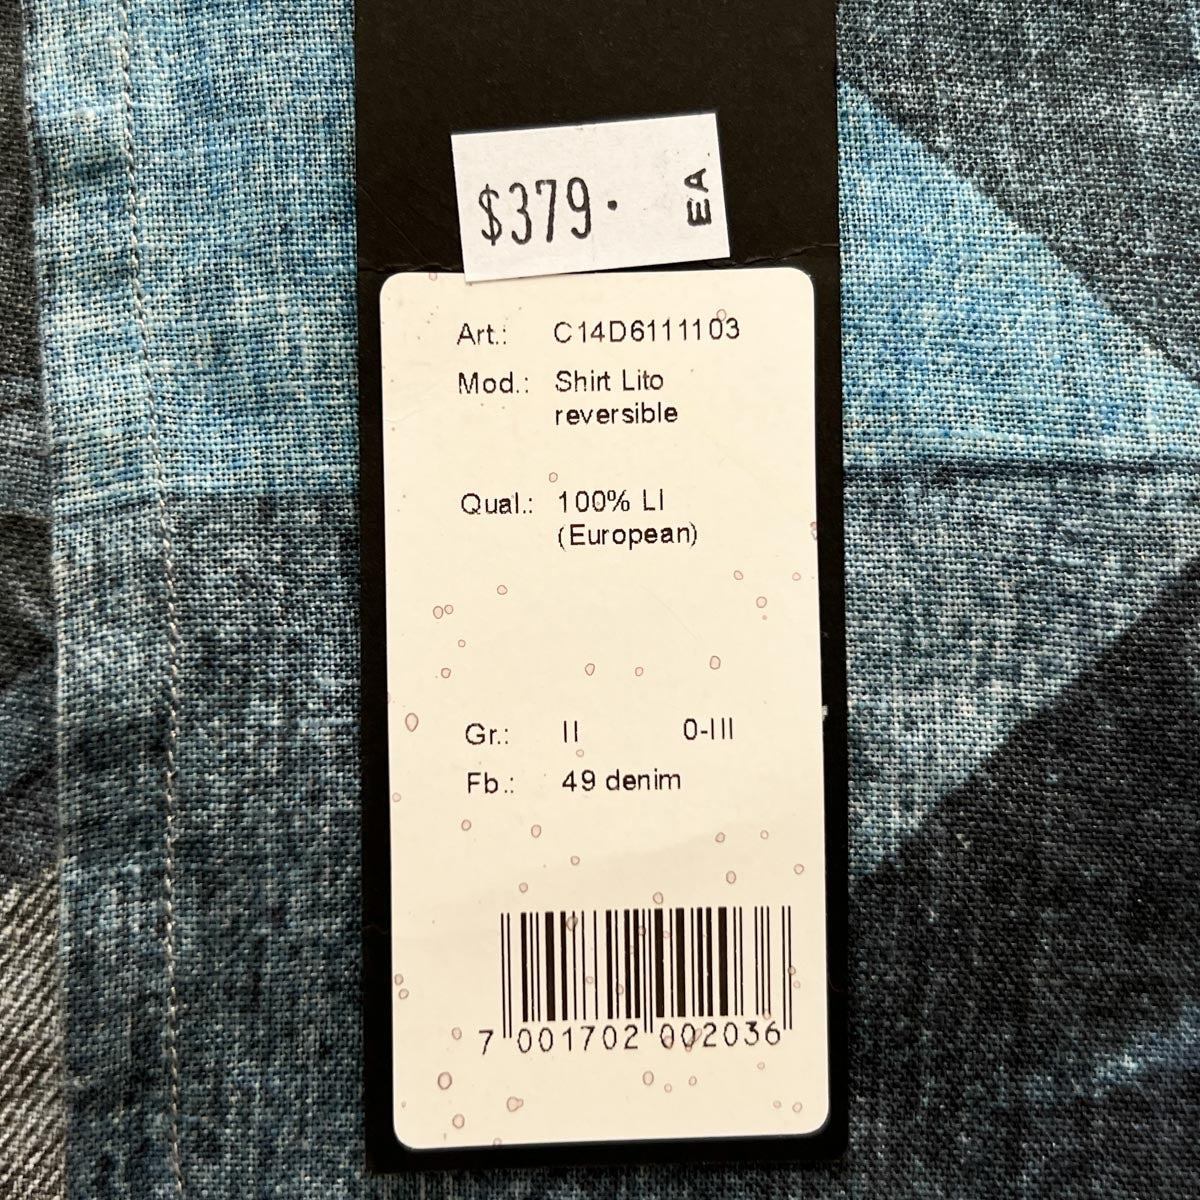 $379.
EA.
Art.: C14D6111103
Mod.: Shirt Lito
reversible
Qual.: 100% LI
(European)
Gr.: II 0-III
Fb.: 49 denim
7 001702 002036